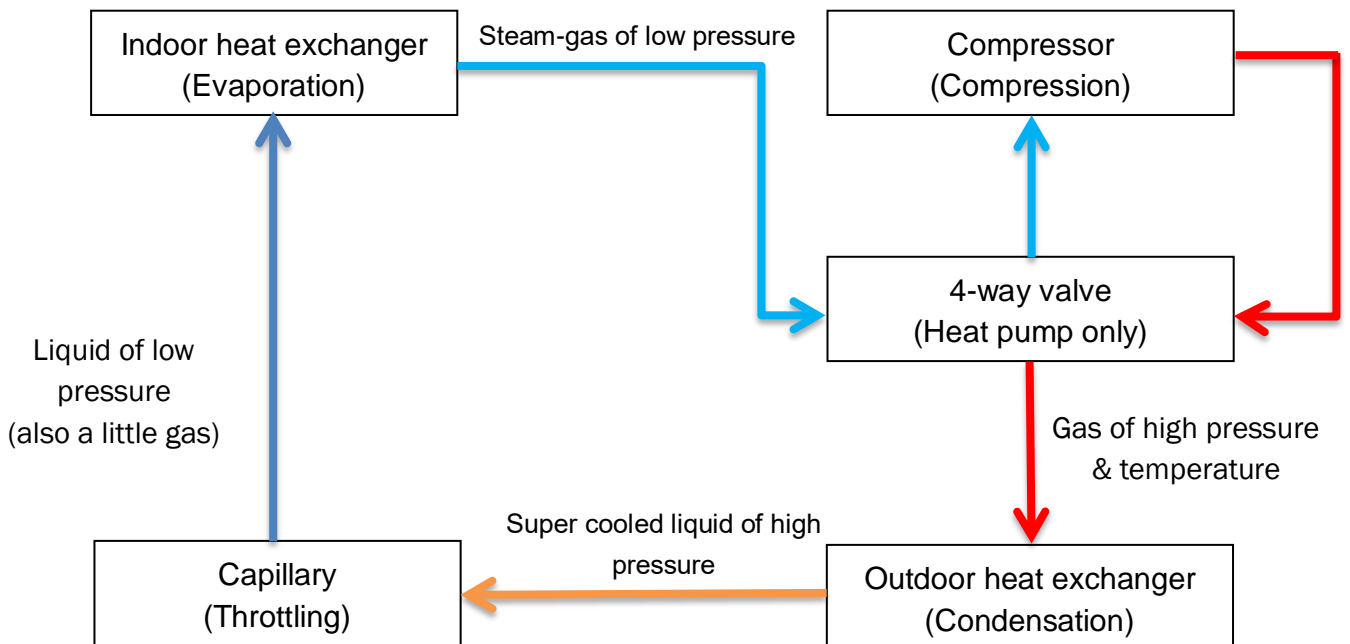 Indoor heat exchanger
(Evaporation)
Steam-gas of low pressure
Compressor
(Compression)
4-way valve
(Heat pump only)
Liquid of low
pressure
(also a little gas)
Gas of high pressure
& temperature
Super cooled liquid of high
pressure
Capillary
(Throttling)
Outdoor heat exchanger
(Condensation)